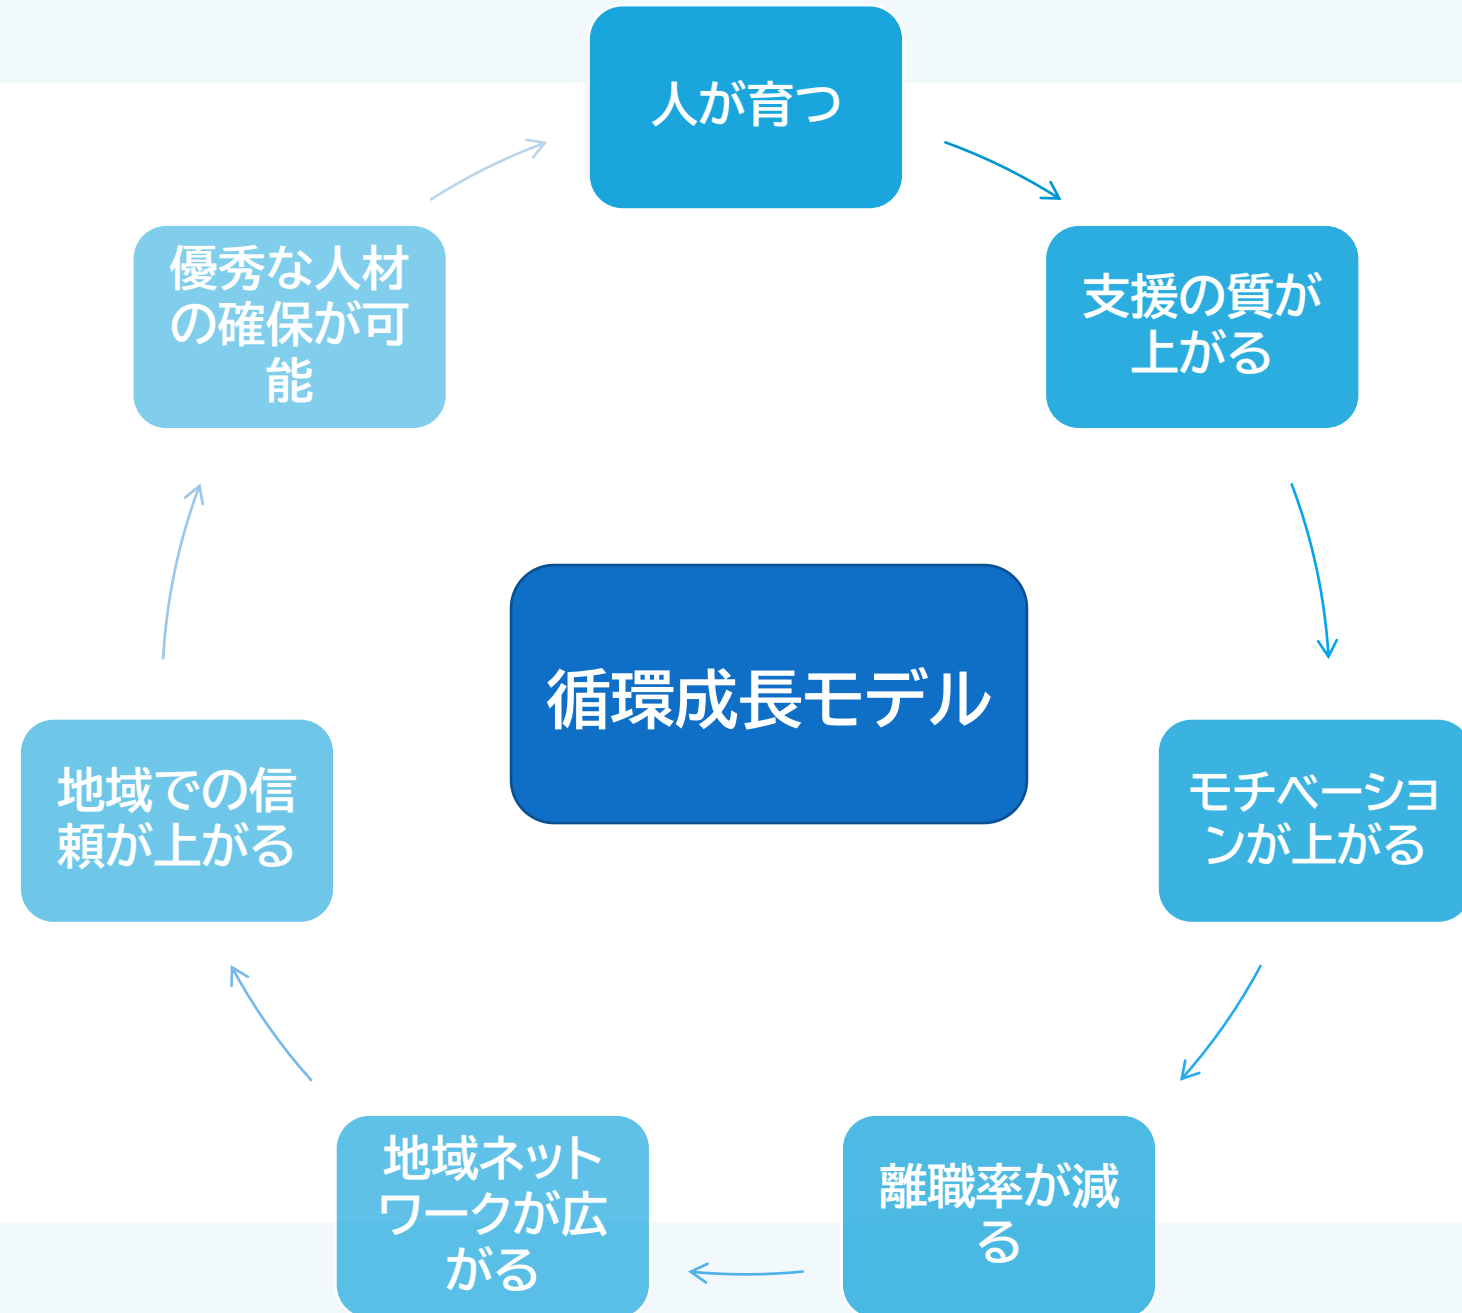 人が育つ
支援の質が
上がる
モチベーショ
ンが上がる
離職率が減
る
地域ネット
ワークが広
がる
地域での信
頼が上がる
優秀な人材
の確保が可
能
循環成長モデル